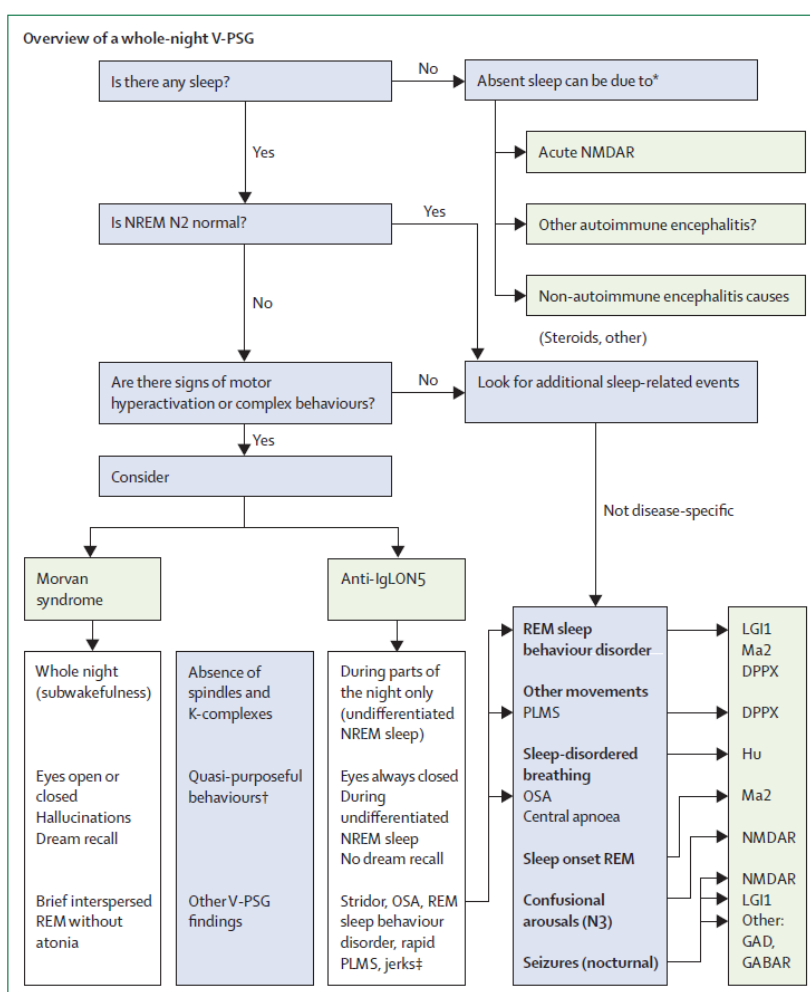 Overview of a whole-night V-PSG
Is there any sleep?
No
Absent sleep can be due to*
Acute NMDAR
Yes
Other autoimmune encephalitis?
Is NREM N2 normal?
Yes
Non-autoimmune encephalitis causes
(Steroids, other)
No
Are there signs of motor
hyperactivation or complex behaviours?
No
Look for additional sleep-related events
Yes
Consider
Not disease-specific
Morvan
syndrome
Anti-IgLON5
Whole night
(subwakefulness)
Absence of
spindles and
K-complexes
During parts of
the night only
(undifferentiated
NREM sleep)
Eyes open or
closed
Hallucinations
Dream recall
Quasi-purposeful
behaviours†
Eyes always closed
During
undifferentiated
NREM sleep
No dream recall
Brief interspersed
REM without
atonia
Other V-PSG
findings
Stridor, OSA, REM
sleep behaviour
disorder, rapid
PLMS, jerks‡
REM sleep
behaviour disorder
Other movements
PLMS
Sleep-disordered
breathing
OSA
Central apnoea
Sleep onset REM
Confusional
arousals (N3)
Seizures (nocturnal)
LGI1
Ma2
DPPX
DPPX
Hu
Ma2
NMDAR
NMDAR
LGI1
Other:
GAD,
GABAR